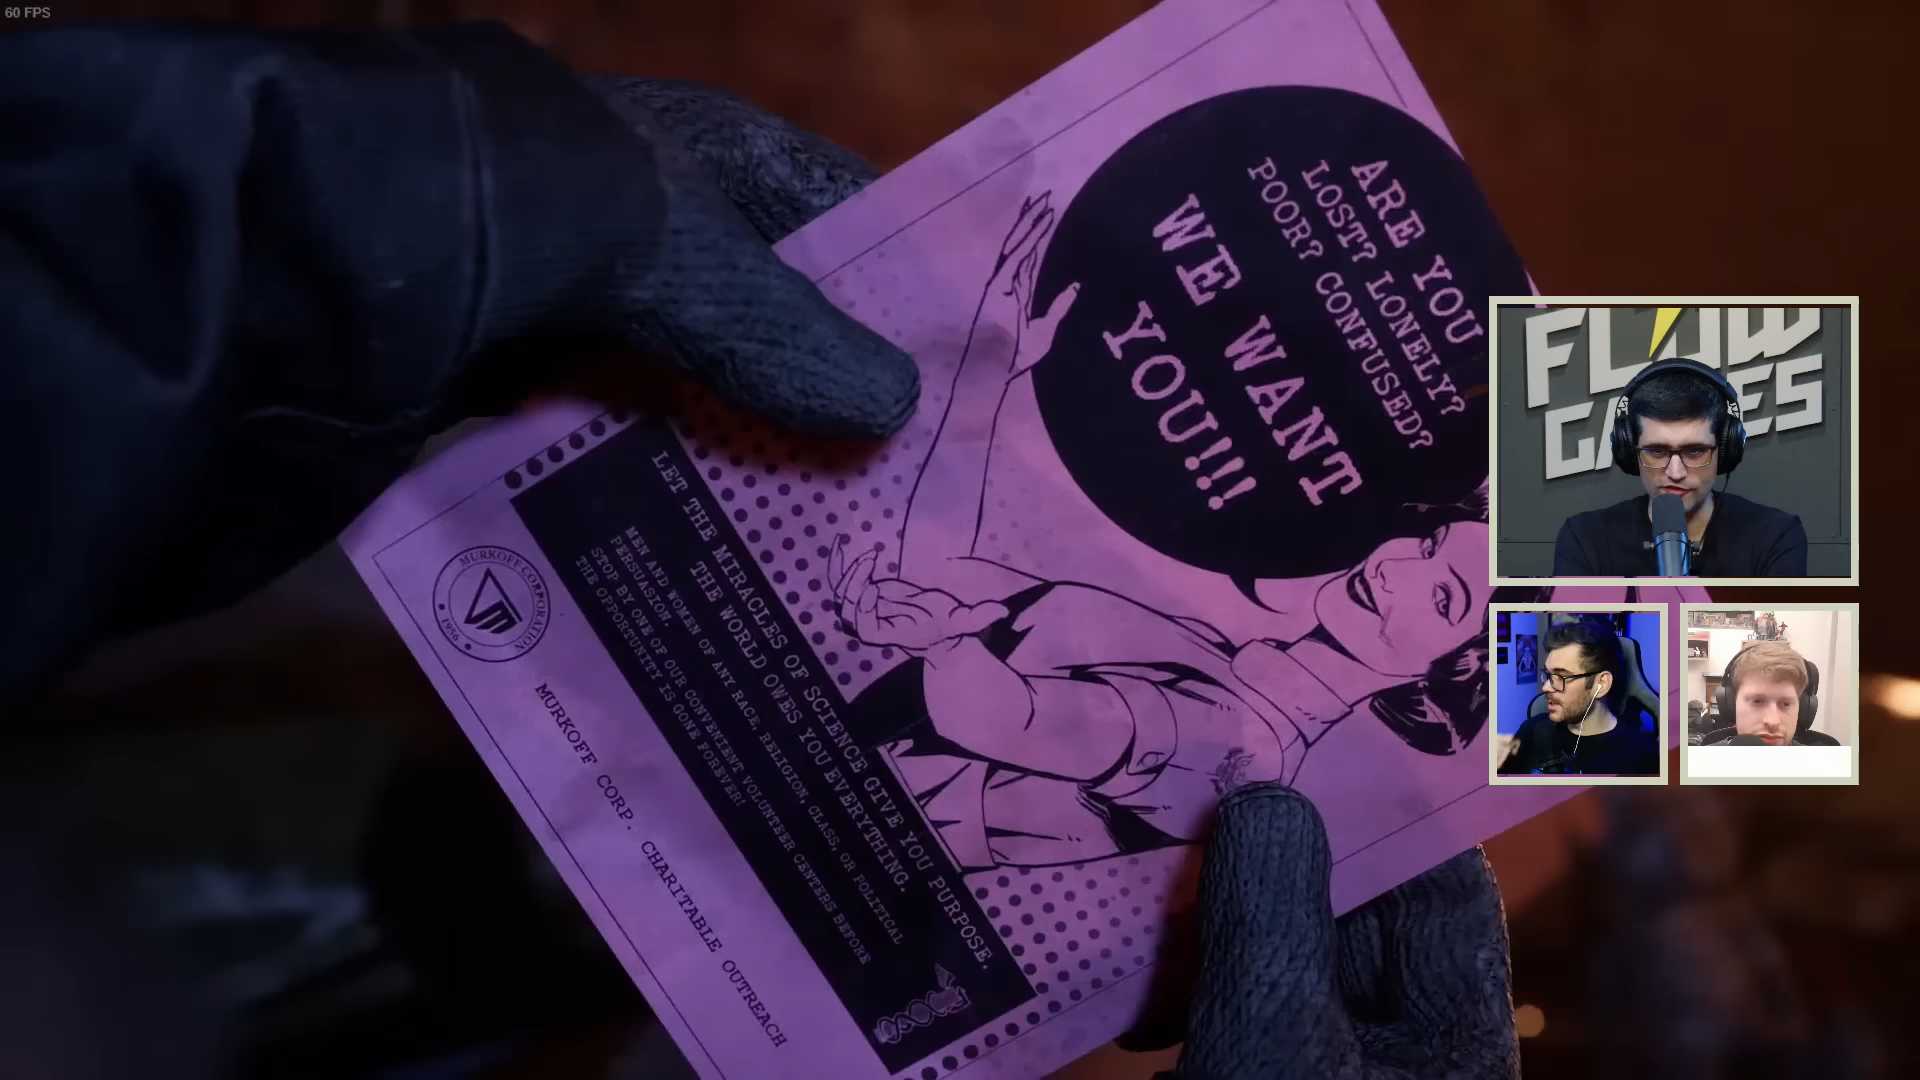 60 FPS
ARE YOU
LOST? LONELY?
POOR? CONFUSED?
WE WANT
YOU!!!
LET THE MIRACLES OF SCIENCE GIVE YOU PURPOSE.
THE WORLD OWES YOU EVERYTHING.
MEN AND WOMEN OF ANY RACE, RELIGION, CLASS, OR POLITICAL
PERSUASION.
STOP BY ONE OF OUR CONVENIENT VOLUNTEER CENTERS BEFORE
THE OPPORTUNITY IS GONE FOREVER!
MURKOFF CORPORATION
1956
MURKOFF CORP. CHARITABLE OUTREACH
FLOW
GAMES